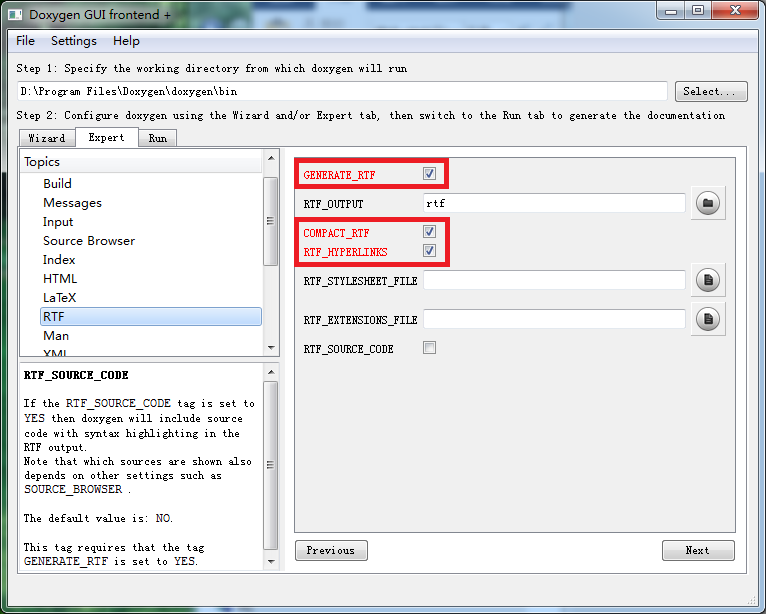 Doxygen GUI frontend +
File Settings Help
Step 1: Specify the working directory from which doxygen will run
D:\Program Files\Doxygen\doxygen\bin
Select...
Step 2: Configure doxygen using the Wizard and/or Expert tab, then switch to the Run tab to generate the documentation
Wizard Expert Run
Topics
Build
Messages
Input
Source Browser
Index
HTML
LaTeX
RTF
Man
XML
RTF_SOURCE_CODE
If the RTF_SOURCE_CODE tag is set to
YES then doxygen will include source
code with syntax highlighting in the
RTF output.
Note that which sources are shown also
depends on other settings such as
SOURCE_BROWSER .
The default value is: NO.
This tag requires that the tag
GENERATE_RTF is set to YES.
GENERATE_RTF
RTF_OUTPUT rtf
COMPACT_RTF
RTF_HYPERLINKS
RTF_STYLESHEET_FILE
RTF_EXTENSIONS_FILE
RTF_SOURCE_CODE
Previous Next